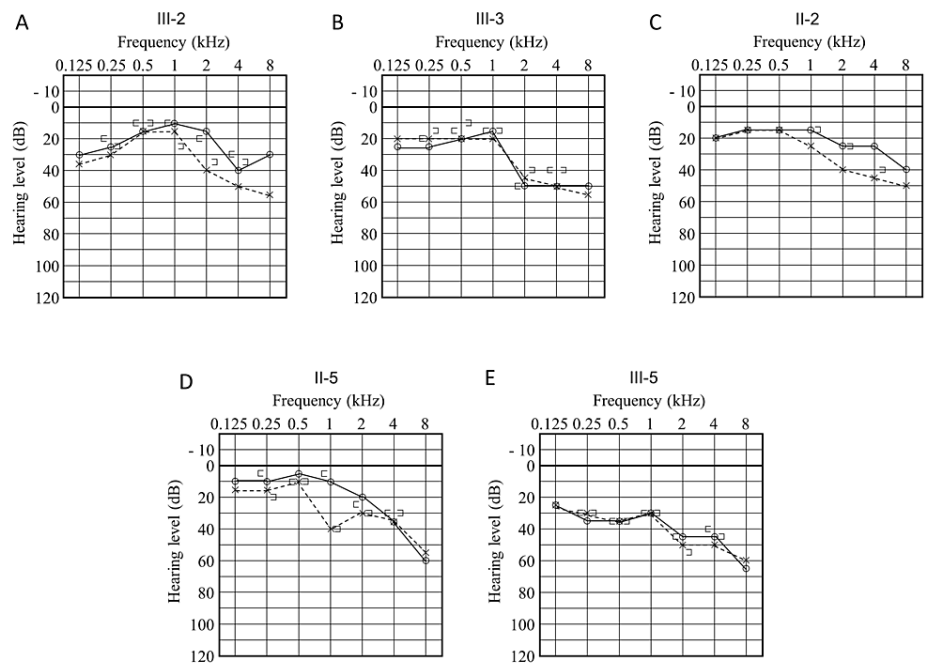 A III-2
Frequency (kHz)
0.125 0.25 0.5 1 2 4 8
Hearing level (dB)
- 10
0
20
40
60
80
100
120
B III-3
Frequency (kHz)
0.125 0.25 0.5 1 2 4 8
Hearing level (dB)
- 10
0
20
40
60
80
100
120
C II-2
Frequency (kHz)
0.125 0.25 0.5 1 2 4 8
Hearing level (dB)
- 10
0
20
40
60
80
100
120
D II-5
Frequency (kHz)
0.125 0.25 0.5 1 2 4 8
Hearing level (dB)
- 10
0
20
40
60
80
100
120
E III-5
Frequency (kHz)
0.125 0.25 0.5 1 2 4 8
Hearing level (dB)
- 10
0
20
40
60
80
100
120